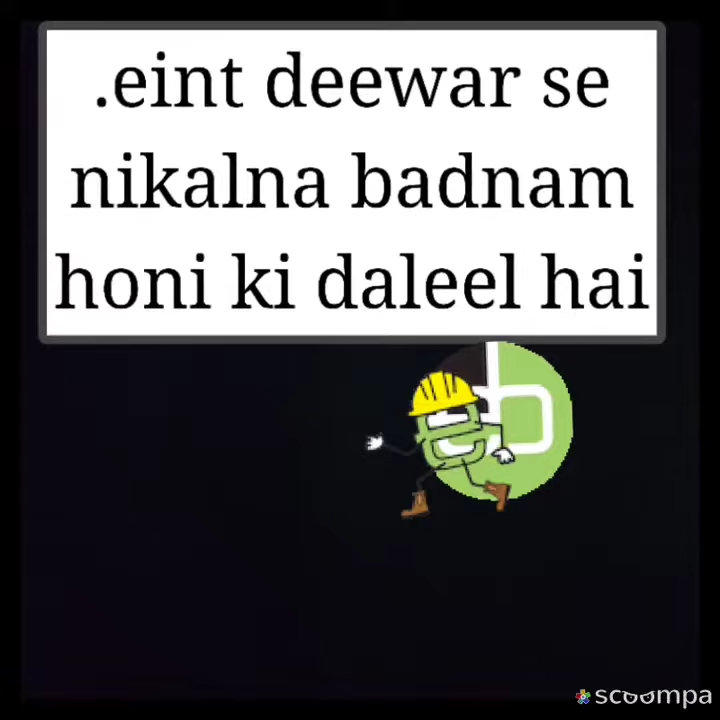 .eint deewar se
nikalna badnam
honi ki daleel hai
b
scoompa